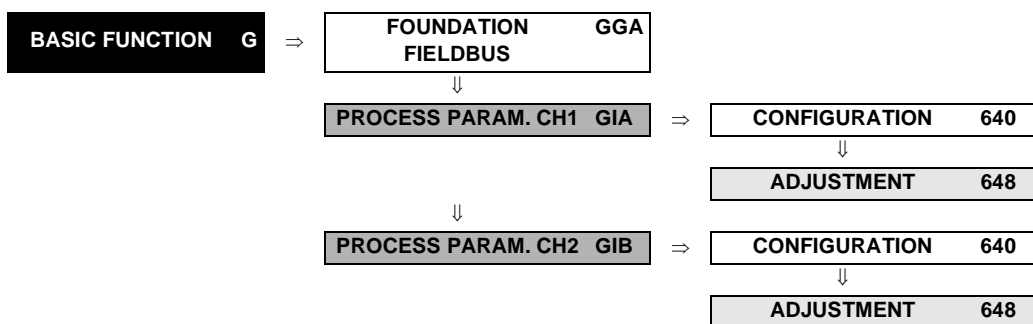 BASIC FUNCTION G ⇒ FOUNDATION GGA
FIELDBUS
⇓
PROCESS PARAM. CH1 GIA ⇒ CONFIGURATION 640
⇓
ADJUSTMENT 648
⇓
PROCESS PARAM. CH2 GIB ⇒ CONFIGURATION 640
⇓
ADJUSTMENT 648